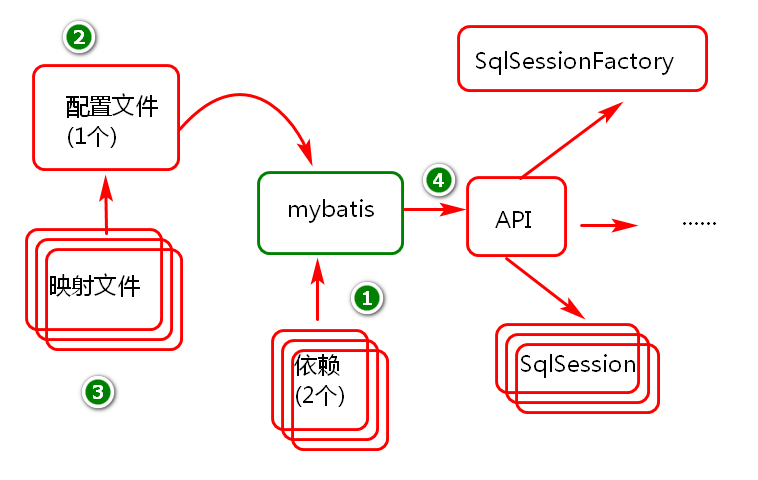 2
配置文件
(1个)
SqlSessionFactory
mybatis
4
API
……
映射文件
1
依赖
(2个)
SqlSession
3